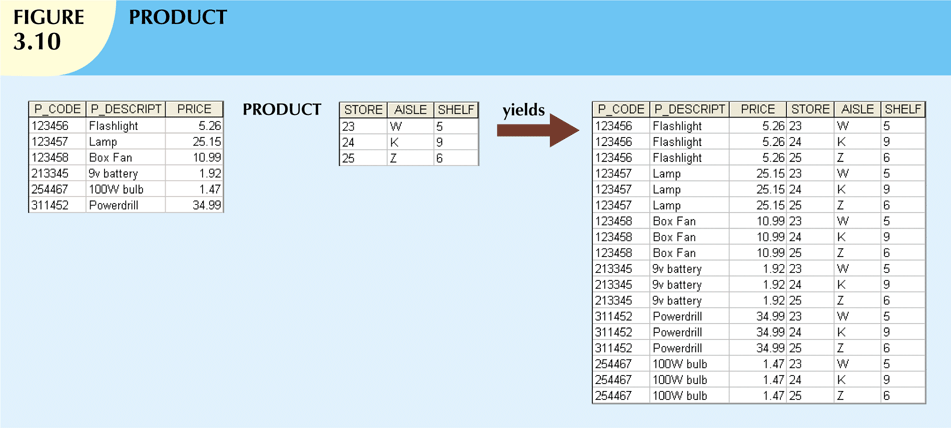 FIGURE 3.10
PRODUCT
P_CODE P_DESCRIPT PRICE
123456 Flashlight 5.26
123457 Lamp 25.15
123458 Box Fan 10.99
213345 9v battery 1.92
254467 100W bulb 1.47
311452 Powerdrill 34.99
PRODUCT
STORE AISLE SHELF
23 W 5
24 K 9
25 Z 6
yields
P_CODE P_DESCRIPT PRICE STORE AISLE SHELF
123456 Flashlight 5.26 23 W 5
123456 Flashlight 5.26 24 K 9
123456 Flashlight 5.26 25 Z 6
123457 Lamp 25.15 23 W 5
123457 Lamp 25.15 24 K 9
123457 Lamp 25.15 25 Z 6
123458 Box Fan 10.99 23 W 5
123458 Box Fan 10.99 24 K 9
123458 Box Fan 10.99 25 Z 6
213345 9v battery 1.92 23 W 5
213345 9v battery 1.92 24 K 9
213345 9v battery 1.92 25 Z 6
311452 Powerdrill 34.99 23 W 5
311452 Powerdrill 34.99 24 K 9
311452 Powerdrill 34.99 25 Z 6
254467 100W bulb 1.47 23 W 5
254467 100W bulb 1.47 24 K 9
254467 100W bulb 1.47 25 Z 6